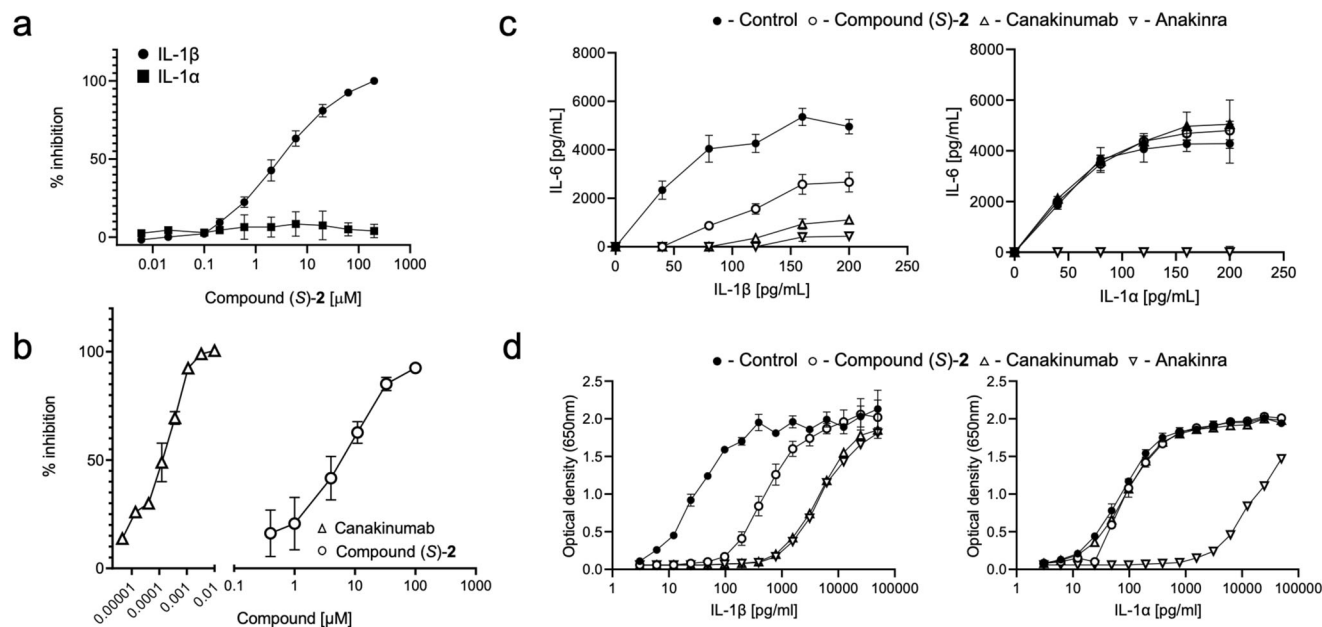 a
IL-1β
IL-1α
% inhibition
100
50
0
0.01 0.1 1 10 100 1000
Compound (S)-2 [μM]
b
% inhibition
100
50
0
Canakinumab
Compound (S)-2
0.00001 0.0001 0.001 0.01 0.1 1 10 100 1000
Compound [μM]
c
- Control - Compound (S)-2 - Canakinumab - Anakinra
IL-6 [pg/mL]
8000
6000
4000
2000
0
0 50 100 150 200 250
IL-1β [pg/mL]
IL-6 [pg/mL]
8000
6000
4000
2000
0
0 50 100 150 200 250
IL-1α [pg/mL]
d
- Control - Compound (S)-2 - Canakinumab - Anakinra
Optical density (650nm)
2.5
2.0
1.5
1.0
0.5
0.0
1 10 100 1000 10000 100000
IL-1β [pg/ml]
Optical density (650nm)
2.5
2.0
1.5
1.0
0.5
0.0
1 10 100 1000 10000 100000
IL-1α [pg/ml]